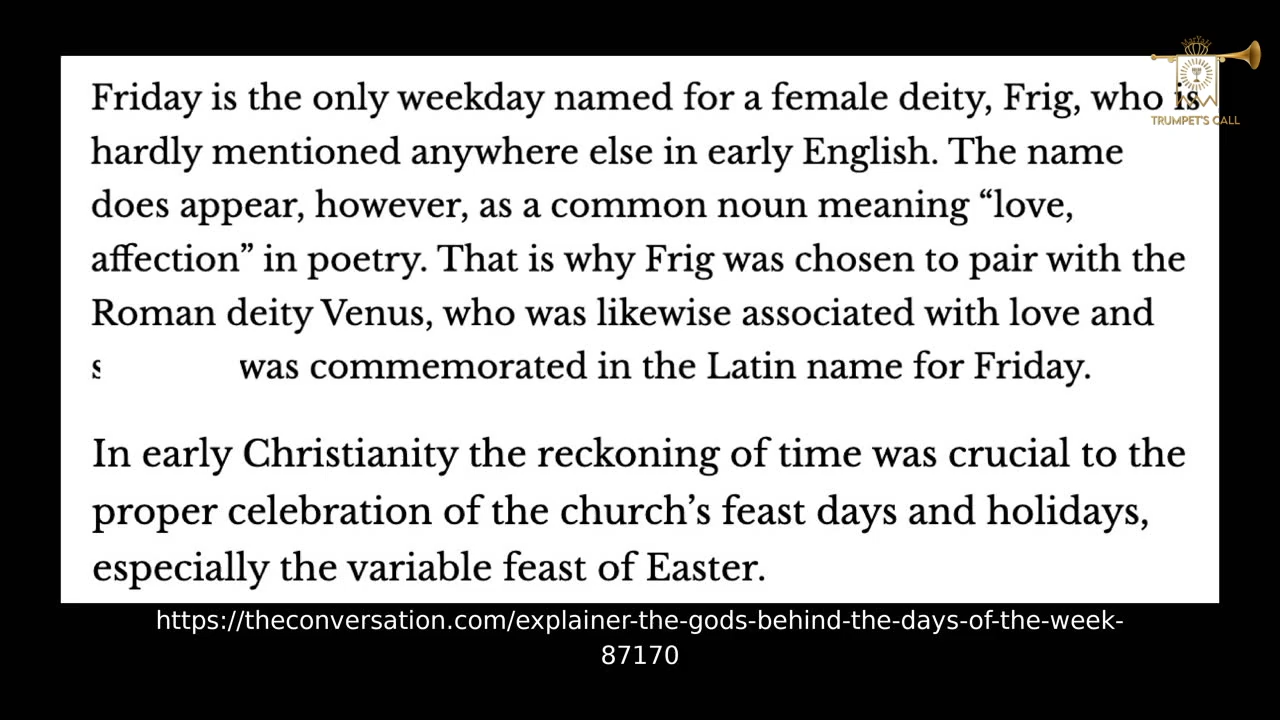 Friday is the only weekday named for a female deity, Frig, who is
hardly mentioned anywhere else in early English. The name
does appear, however, as a common noun meaning “love,
affection” in poetry. That is why Frig was chosen to pair with the
Roman deity Venus, who was likewise associated with love and
s was commemorated in the Latin name for Friday.
In early Christianity the reckoning of time was crucial to the
proper celebration of the church’s feast days and holidays,
especially the variable feast of Easter.
https://theconversation.com/explainer-the-gods-behind-the-days-of-the-week-
87170
TRUMPET'S CALL